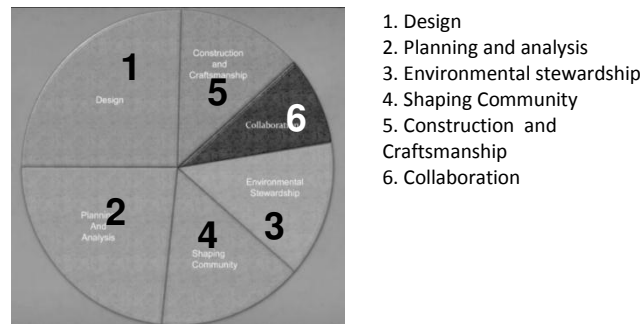 1
Design
Construction
and
Craftsmanship
5
Collaboration
6
Environmental
Stewardship
3
2
Planning
And
Analysis
4
Shaping
Community
1. Design
2. Planning and analysis
3. Environmental stewardship
4. Shaping Community
5. Construction and
Craftsmanship
6. Collaboration